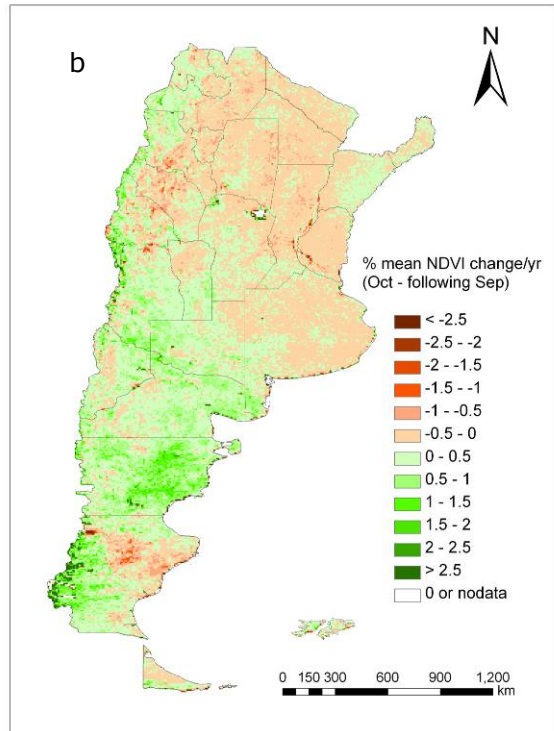 b
N
% mean NDVI change/yr
(Oct - following Sep)
< -2.5
-2.5 - -2
-2 - -1.5
-1.5 - -1
-1 - -0.5
-0.5 - 0
0 - 0.5
0.5 - 1
1 - 1.5
1.5 - 2
2 - 2.5
> 2.5
0 or nodata
0 150 300 600 900 1,200
km